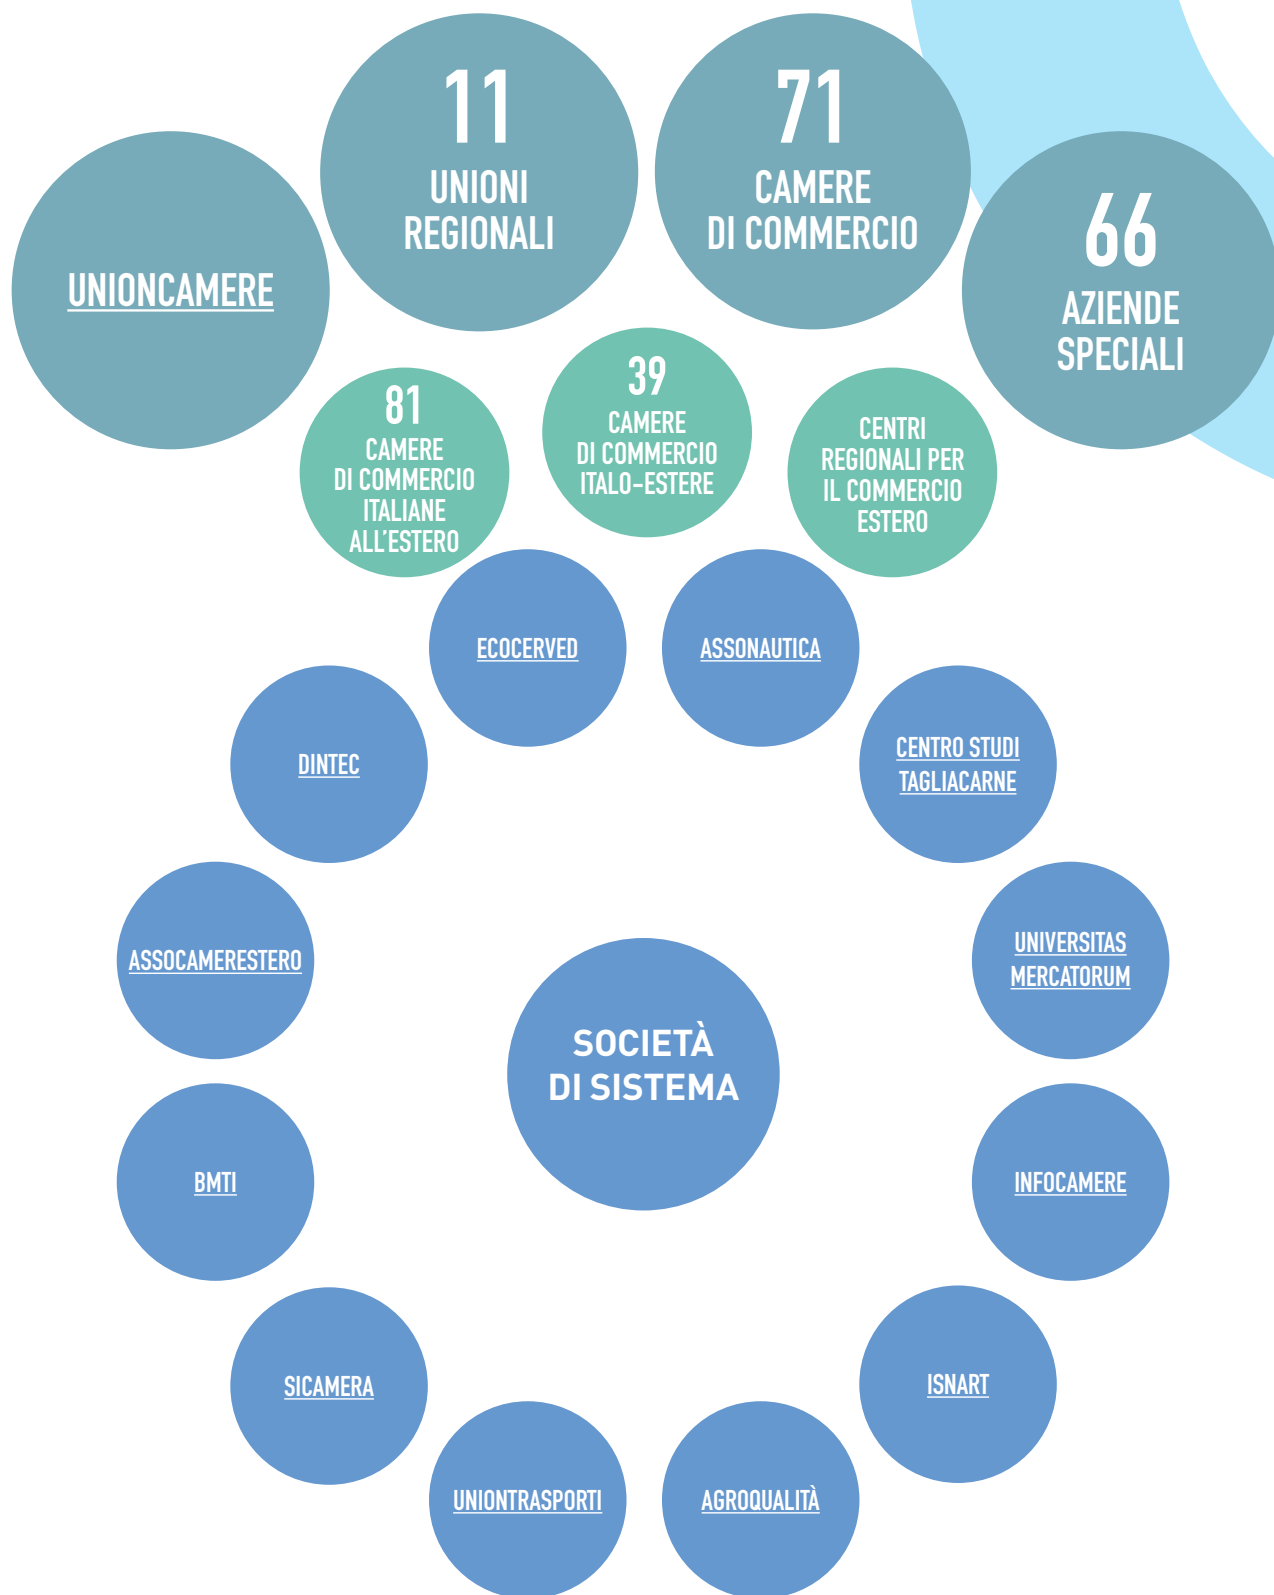 UNIONCAMERE
11
UNIONI
REGIONALI
71
CAMERE
DI COMMERCIO
66
AZIENDE
SPECIALI
81
CAMERE
DI COMMERCIO
ITALIANE
ALL'ESTERO
39
CAMERE
DI COMMERCIO
ITALO-ESTERE
CENTRI
REGIONALI PER
IL COMMERCIO
ESTERO
ECOCERVED
ASSONAUTICA
DINTEC
CENTRO STUDI
TAGLIACARNE
ASSOCAMERESTERO
UNIVERSITAS
MERCATORUM
SOCIETÀ
DI SISTEMA
BMTI
INFOCAMERE
SICAMERA
ISNART
UNIONTRASPORTI
AGROQUALITÀ